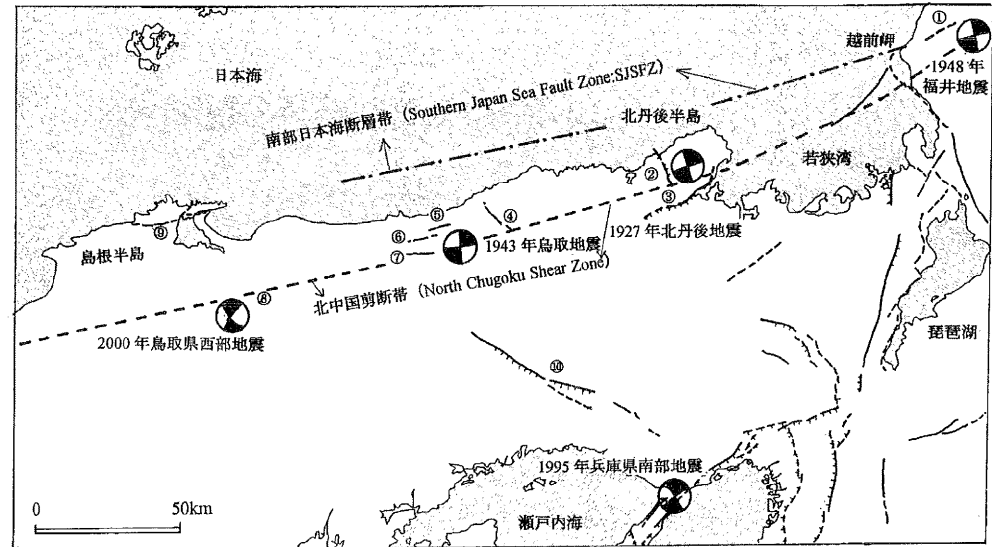 ①
越前岬
1948年
福井地震
日本海
南部日本海断層帯（Southern Japan Sea Fault Zone:SJSFZ）
北丹後半島
若狭湾
②
③
④
⑤
⑥
⑦
1927年北丹後地震
1943年鳥取地震
⑨
島根半島
⑧
北中国剪断帯（North Chugoku Shear Zone）
2000年鳥取県西部地震
琵琶湖
⑩
1995年兵庫県南部地震
0
50km
瀬戸内海